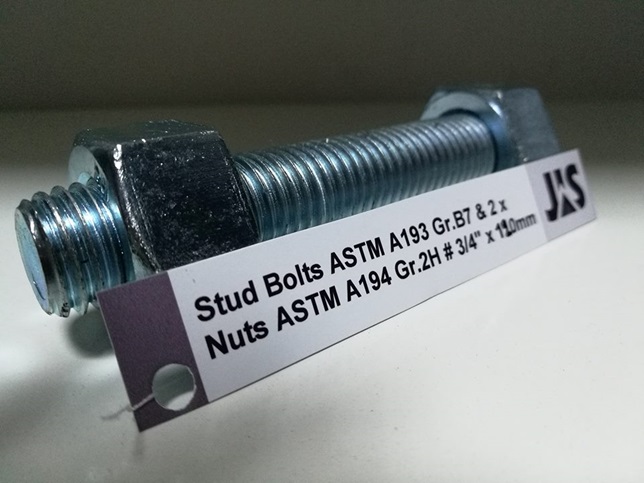 Stud Bolts ASTM A193 Gr.B7 & 2 x
Nuts ASTM A194 Gr.2H # 3/4" x